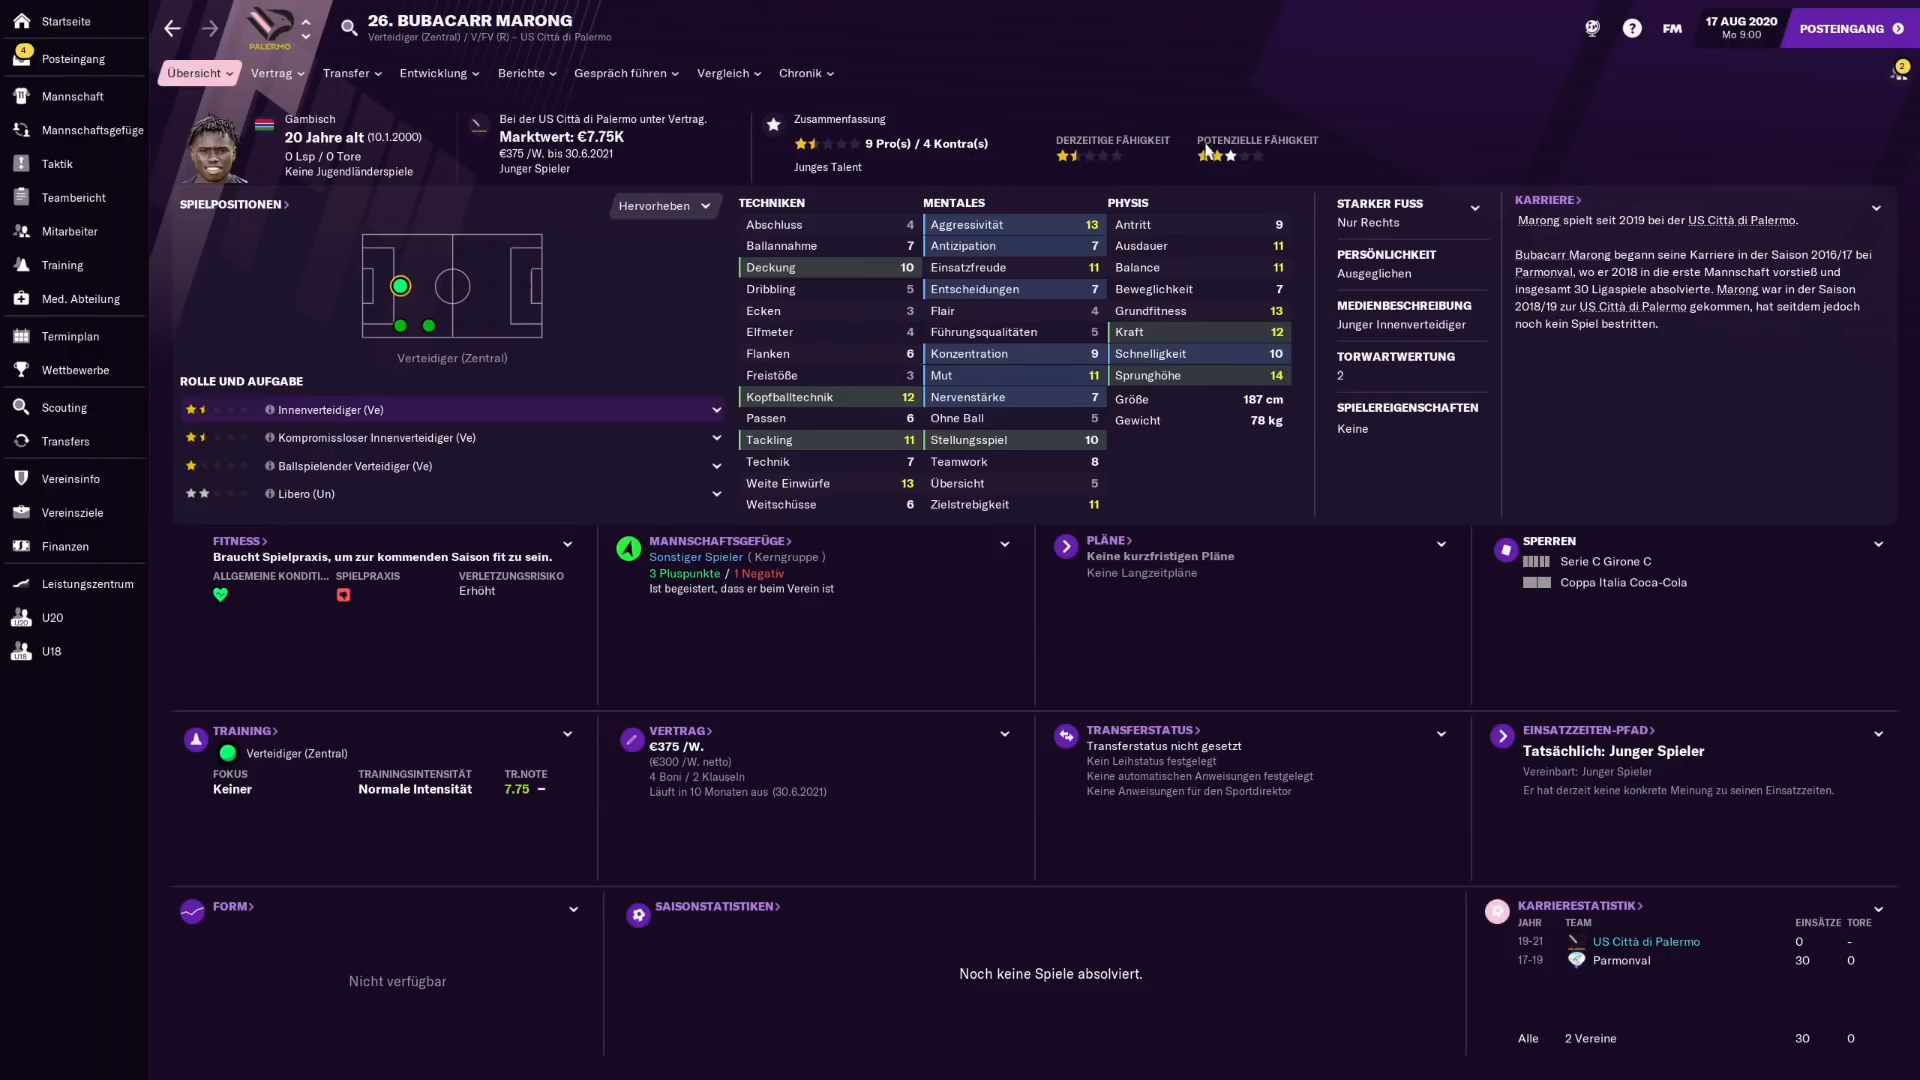 Startseite
4
Posteingang
Mannschaft
Mannschaftsgefüge
Taktik
Teambericht
Mitarbeiter
Training
Med. Abteilung
Terminplan
Wettbewerbe
Scouting
Transfers
Vereinsinfo
Vereinsziele
Finanzen
Leistungszentrum
U20
U20
U18
U18
PALERMO
26. BUBACARR MARONG
Verteidiger (Zentral) / V/FV (R) – US Città di Palermo
FM
17 AUG 2020
Mo 9:00
POSTEINGANG
2
Übersicht
Vertrag
Transfer
Entwicklung
Berichte
Gespräch führen
Vergleich
Chronik
Gambisch
20 Jahre alt (10.1.2000)
0 Lsp / 0 Tore
Keine Jugendländerspiele
Bei der US Città di Palermo unter Vertrag.
Marktwert: €7.75K
€375 /W. bis 30.6.2021
Junger Spieler
Zusammenfassung
9 Pro(s) / 4 Kontra(s)
Junges Talent
DERZEITIGE FÄHIGKEIT
POTENZIELLE FÄHIGKEIT
SPIELPOSITIONEN
Hervorheben
Verteidiger (Zentral)
ROLLE UND AUFGABE
Innenverteidiger (Ve)
Kompromissloser Innenverteidiger (Ve)
Ballspielender Verteidiger (Ve)
Libero (Un)
TECHNIKEN
Abschluss 4
Ballannahme 7
Deckung 10
Dribbling 5
Ecken 3
Elfmeter 4
Flanken 6
Freistöße 3
Kopfballtechnik 12
Passen 6
Tackling 11
Technik 7
Weite Einwürfe 13
Weitschüsse 6
MENTALES
Aggressivität 13
Antizipation 7
Einsatzfreude 11
Entscheidungen 7
Flair 4
Führungsqualitäten 5
Konzentration 9
Mut 11
Nervenstärke 7
Ohne Ball 5
Stellungsspiel 10
Teamwork 8
Übersicht 5
Zielstrebigkeit 11
PHYSIS
Antritt 9
Ausdauer 11
Balance 11
Beweglichkeit 7
Grundfitness 13
Kraft 12
Schnelligkeit 10
Sprunghöhe 14
Größe 187 cm
Gewicht 78 kg
STARKER FUSS
Nur Rechts
PERSÖNLICHKEIT
Ausgeglichen
MEDIENBESCHREIBUNG
Junger Innenverteidiger
TORWARTWERTUNG
2
SPIELEREIGENSCHAFTEN
Keine
KARRIERE
Marong spielt seit 2019 bei der US Città di Palermo.
Bubacarr Marong begann seine Karriere in der Saison 2016/17 bei
Parmonval, wo er 2018 in die erste Mannschaft vorstieß und
insgesamt 30 Ligaspiele absolvierte. Marong war in der Saison
2018/19 zur US Città di Palermo gekommen, hat seitdem jedoch
noch kein Spiel bestritten.
FITNESS
Braucht Spielpraxis, um zur kommenden Saison fit zu sein.
ALLGEMEINE KONDITI... SPIELPRAXIS VERLETZUNGSRISIKO
Erhöht
MANNSCHAFTSGEFÜGE
Sonstiger Spieler ( Kerngruppe )
3 Pluspunkte / 1 Negativ
Ist begeistert, dass er beim Verein ist
PLÄNE
Keine kurzfristigen Pläne
Keine Langzeitpläne
SPERREN
Serie C Girone C
Coppa Italia Coca-Cola
TRAINING
Verteidiger (Zentral)
FOKUS TRAININGSINTENSITÄT TR.NOTE
Keiner Normale Intensität 7.75 –
VERTRAG
€375 /W.
(€300 /W. netto)
4 Boni / 2 Klauseln
Läuft in 10 Monaten aus (30.6.2021)
TRANSFERSTATUS
Transferstatus nicht gesetzt
Kein Leihstatus festgelegt
Keine automatischen Anweisungen festgelegt
Keine Anweisungen für den Sportdirektor
EINSATZZEITEN-PFAD
Tatsächlich: Junger Spieler
Vereinbart: Junger Spieler
Er hat derzeit keine konkrete Meinung zu seinen Einsatzzeiten.
FORM
Nicht verfügbar
SAISONSTATISTIKEN
Noch keine Spiele absolviert.
KARRIERESTATISTIK
JAHR TEAM EINSÄTZE TORE
19-21 US Città di Palermo 0 -
17-19 Parmonval 30 0
Alle 2 Vereine 30 0